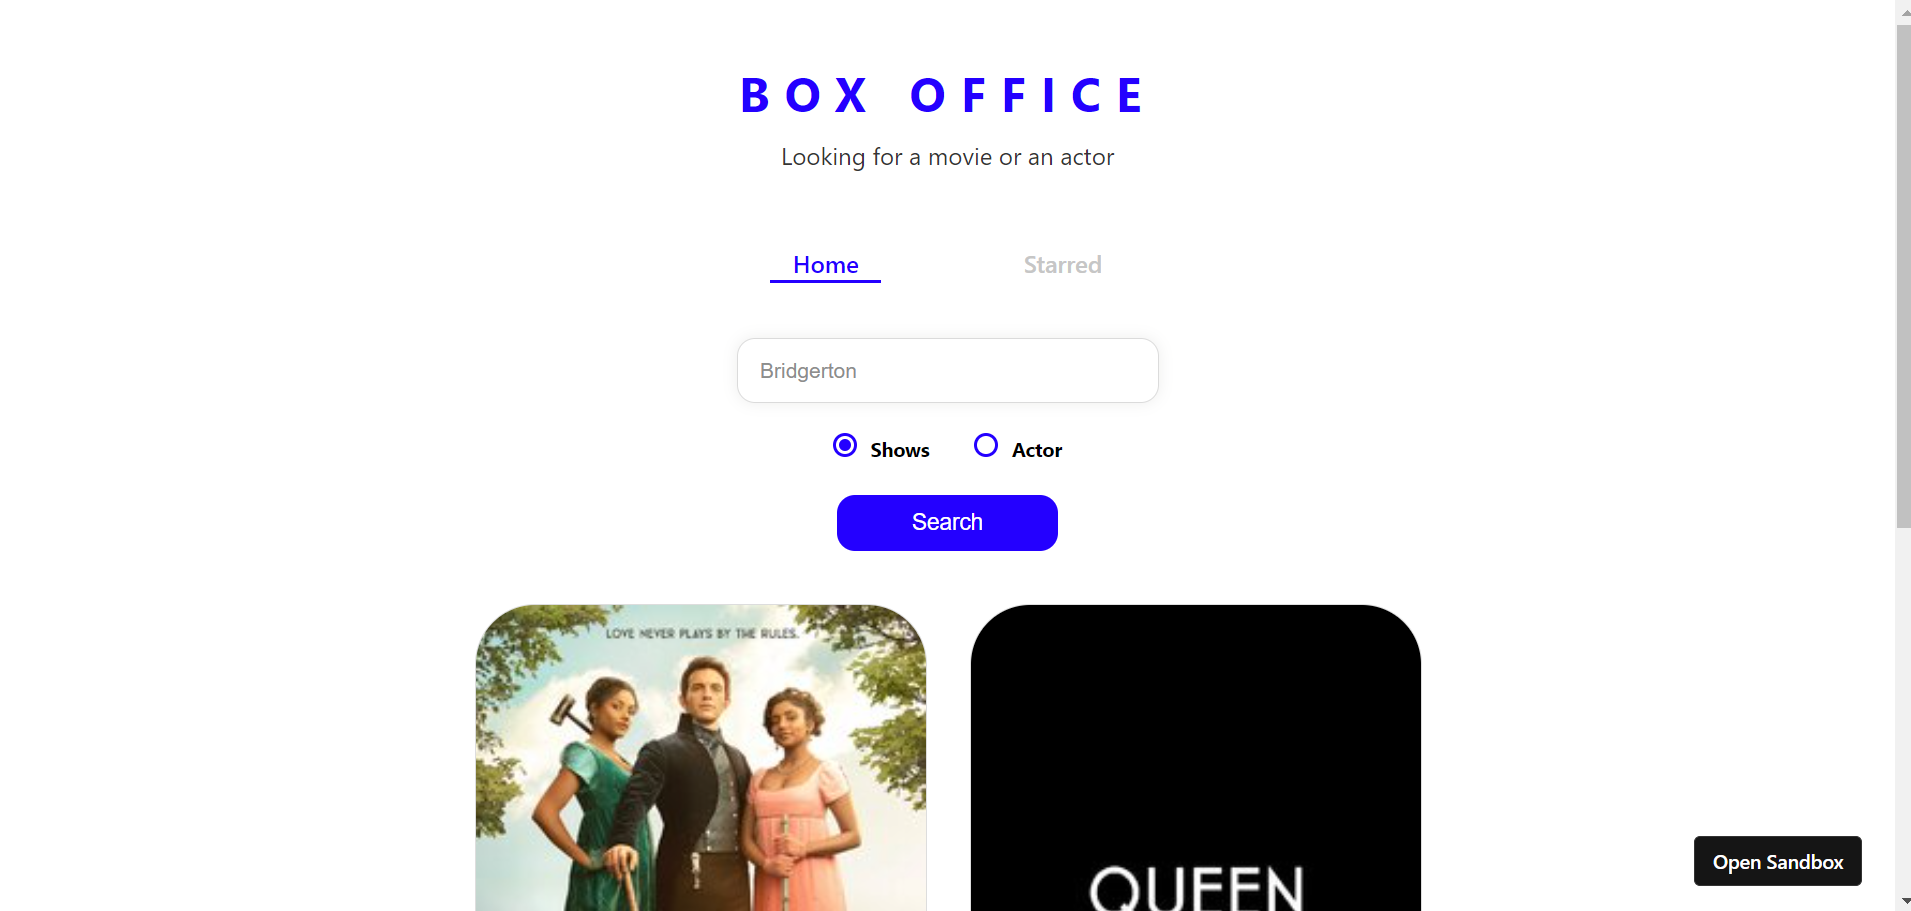 BOX OFFICE
Looking for a movie or an actor
Home Starred
Bridgerton
Shows Actor
Search
LOVE NEVER PLAYS BY THE RULES.
QUEEN
Open Sandbox